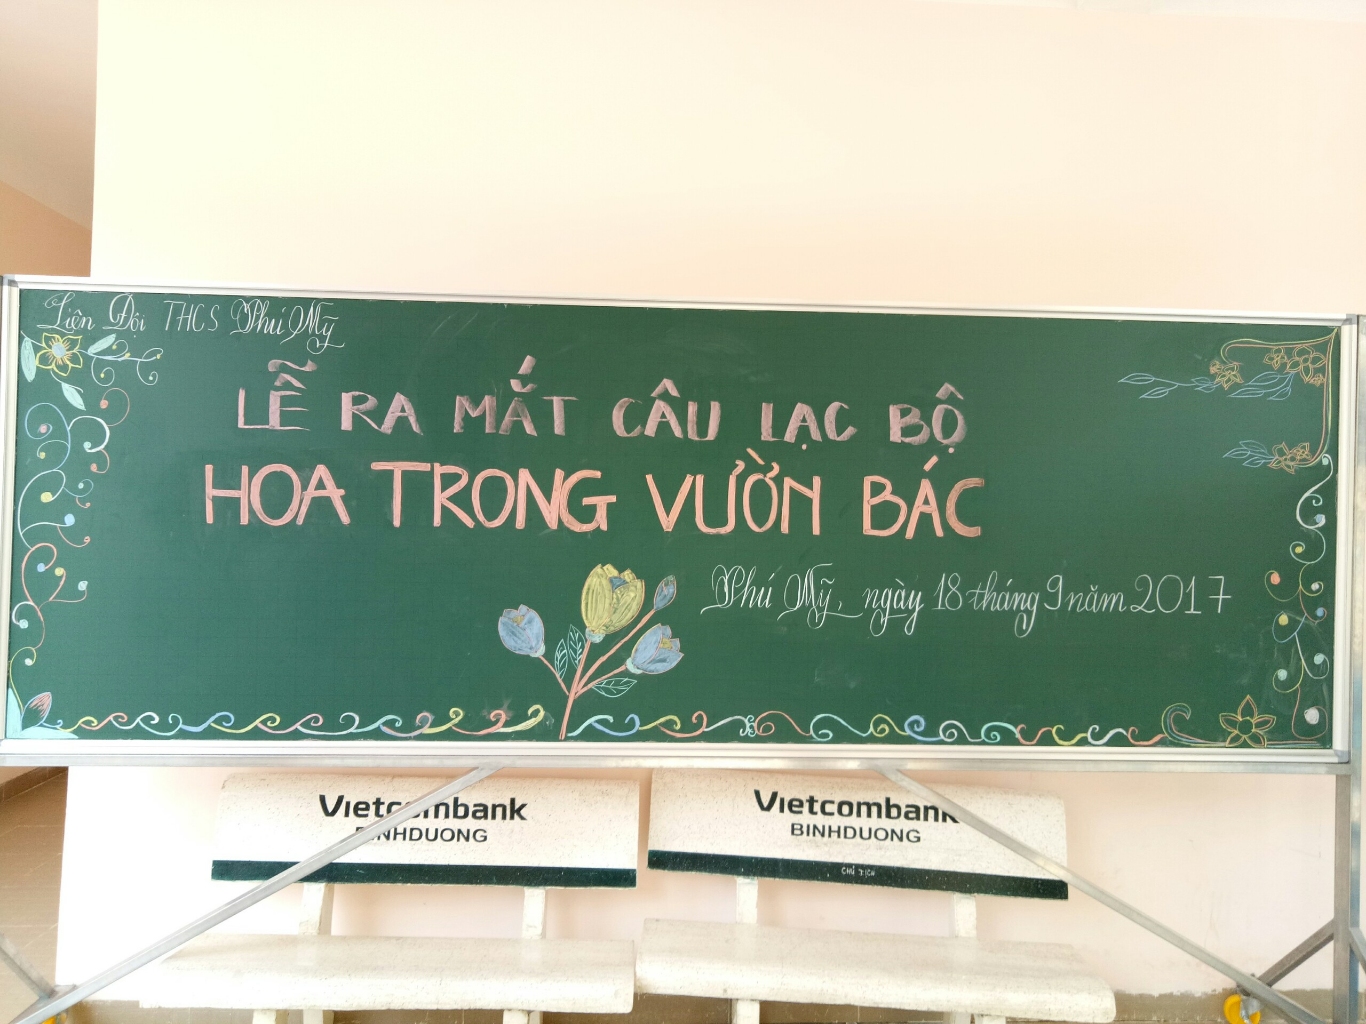 Liên Đội THCS Phú Mỹ
LỄ RA MẮT CÂU LẠC BỘ
HOA TRONG VƯỜN BÁC
Phú Mỹ, ngày 18 tháng 9 năm 2017
Vietcombank
BINHDUONG
Vietcombank
BINHDUONG